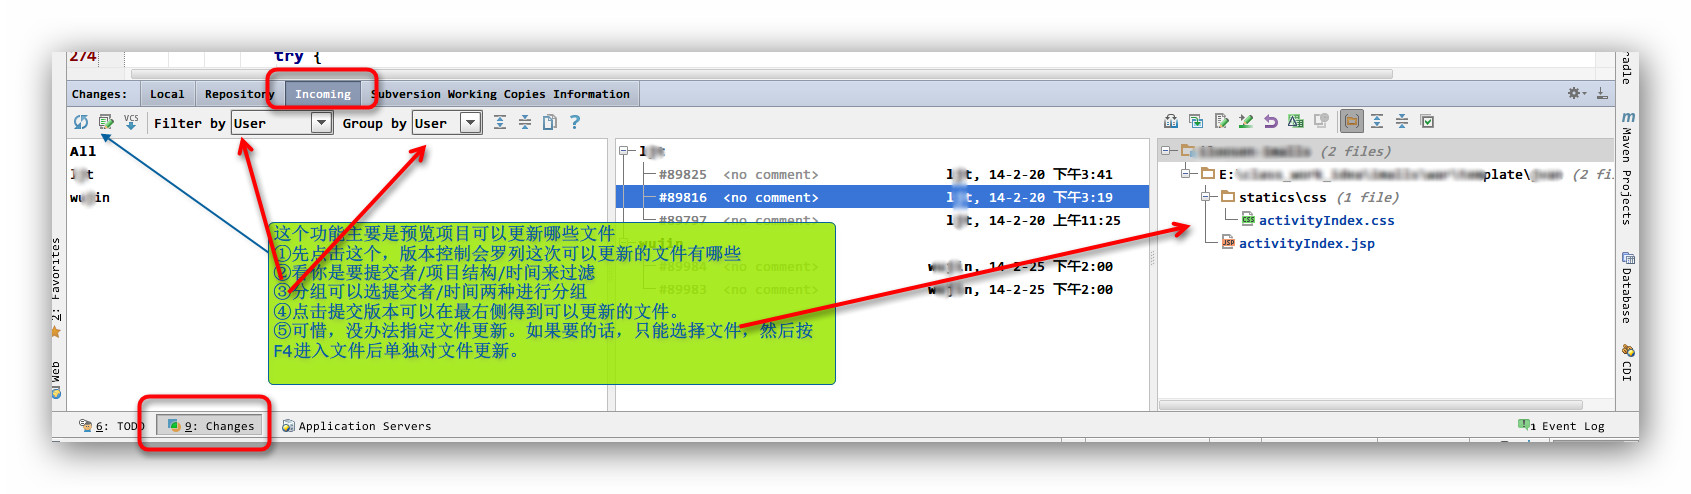 274 try {
Changes: Local Repository Incoming Subversion Working Copies Information
Filter by User Group by User
VCS
All
#89825 <no comment> 14-2-20 下午3:41
#89816 <no comment> 14-2-20 下午3:19
#89797 <no comment> 14-2-20 上午11:25
#89984 <no comment> 14-2-25 下午2:00
#89983 <no comment> 14-2-25 下午2:00
这个功能主要是预览项目可以更新哪些文件
①先点击这个，版本控制会罗列这次可以更新的文件有哪些
②看你是要提交者/项目结构/时间来过滤
③分组可以选提交者/时间两种进行分组
④点击提交版本可以在最右侧得到可以更新的文件。
⑤可惜，没办法指定文件更新。如果要的话，只能选择文件，然后按
F4进入文件后单独对文件更新。
(2 files)
E:\
statics\css (1 file)
activityIndex.css
activityIndex.jsp
2: Favorites
Web
Maven Projects
Database
CDI
6: TODO 9: Changes Application Servers
Event Log